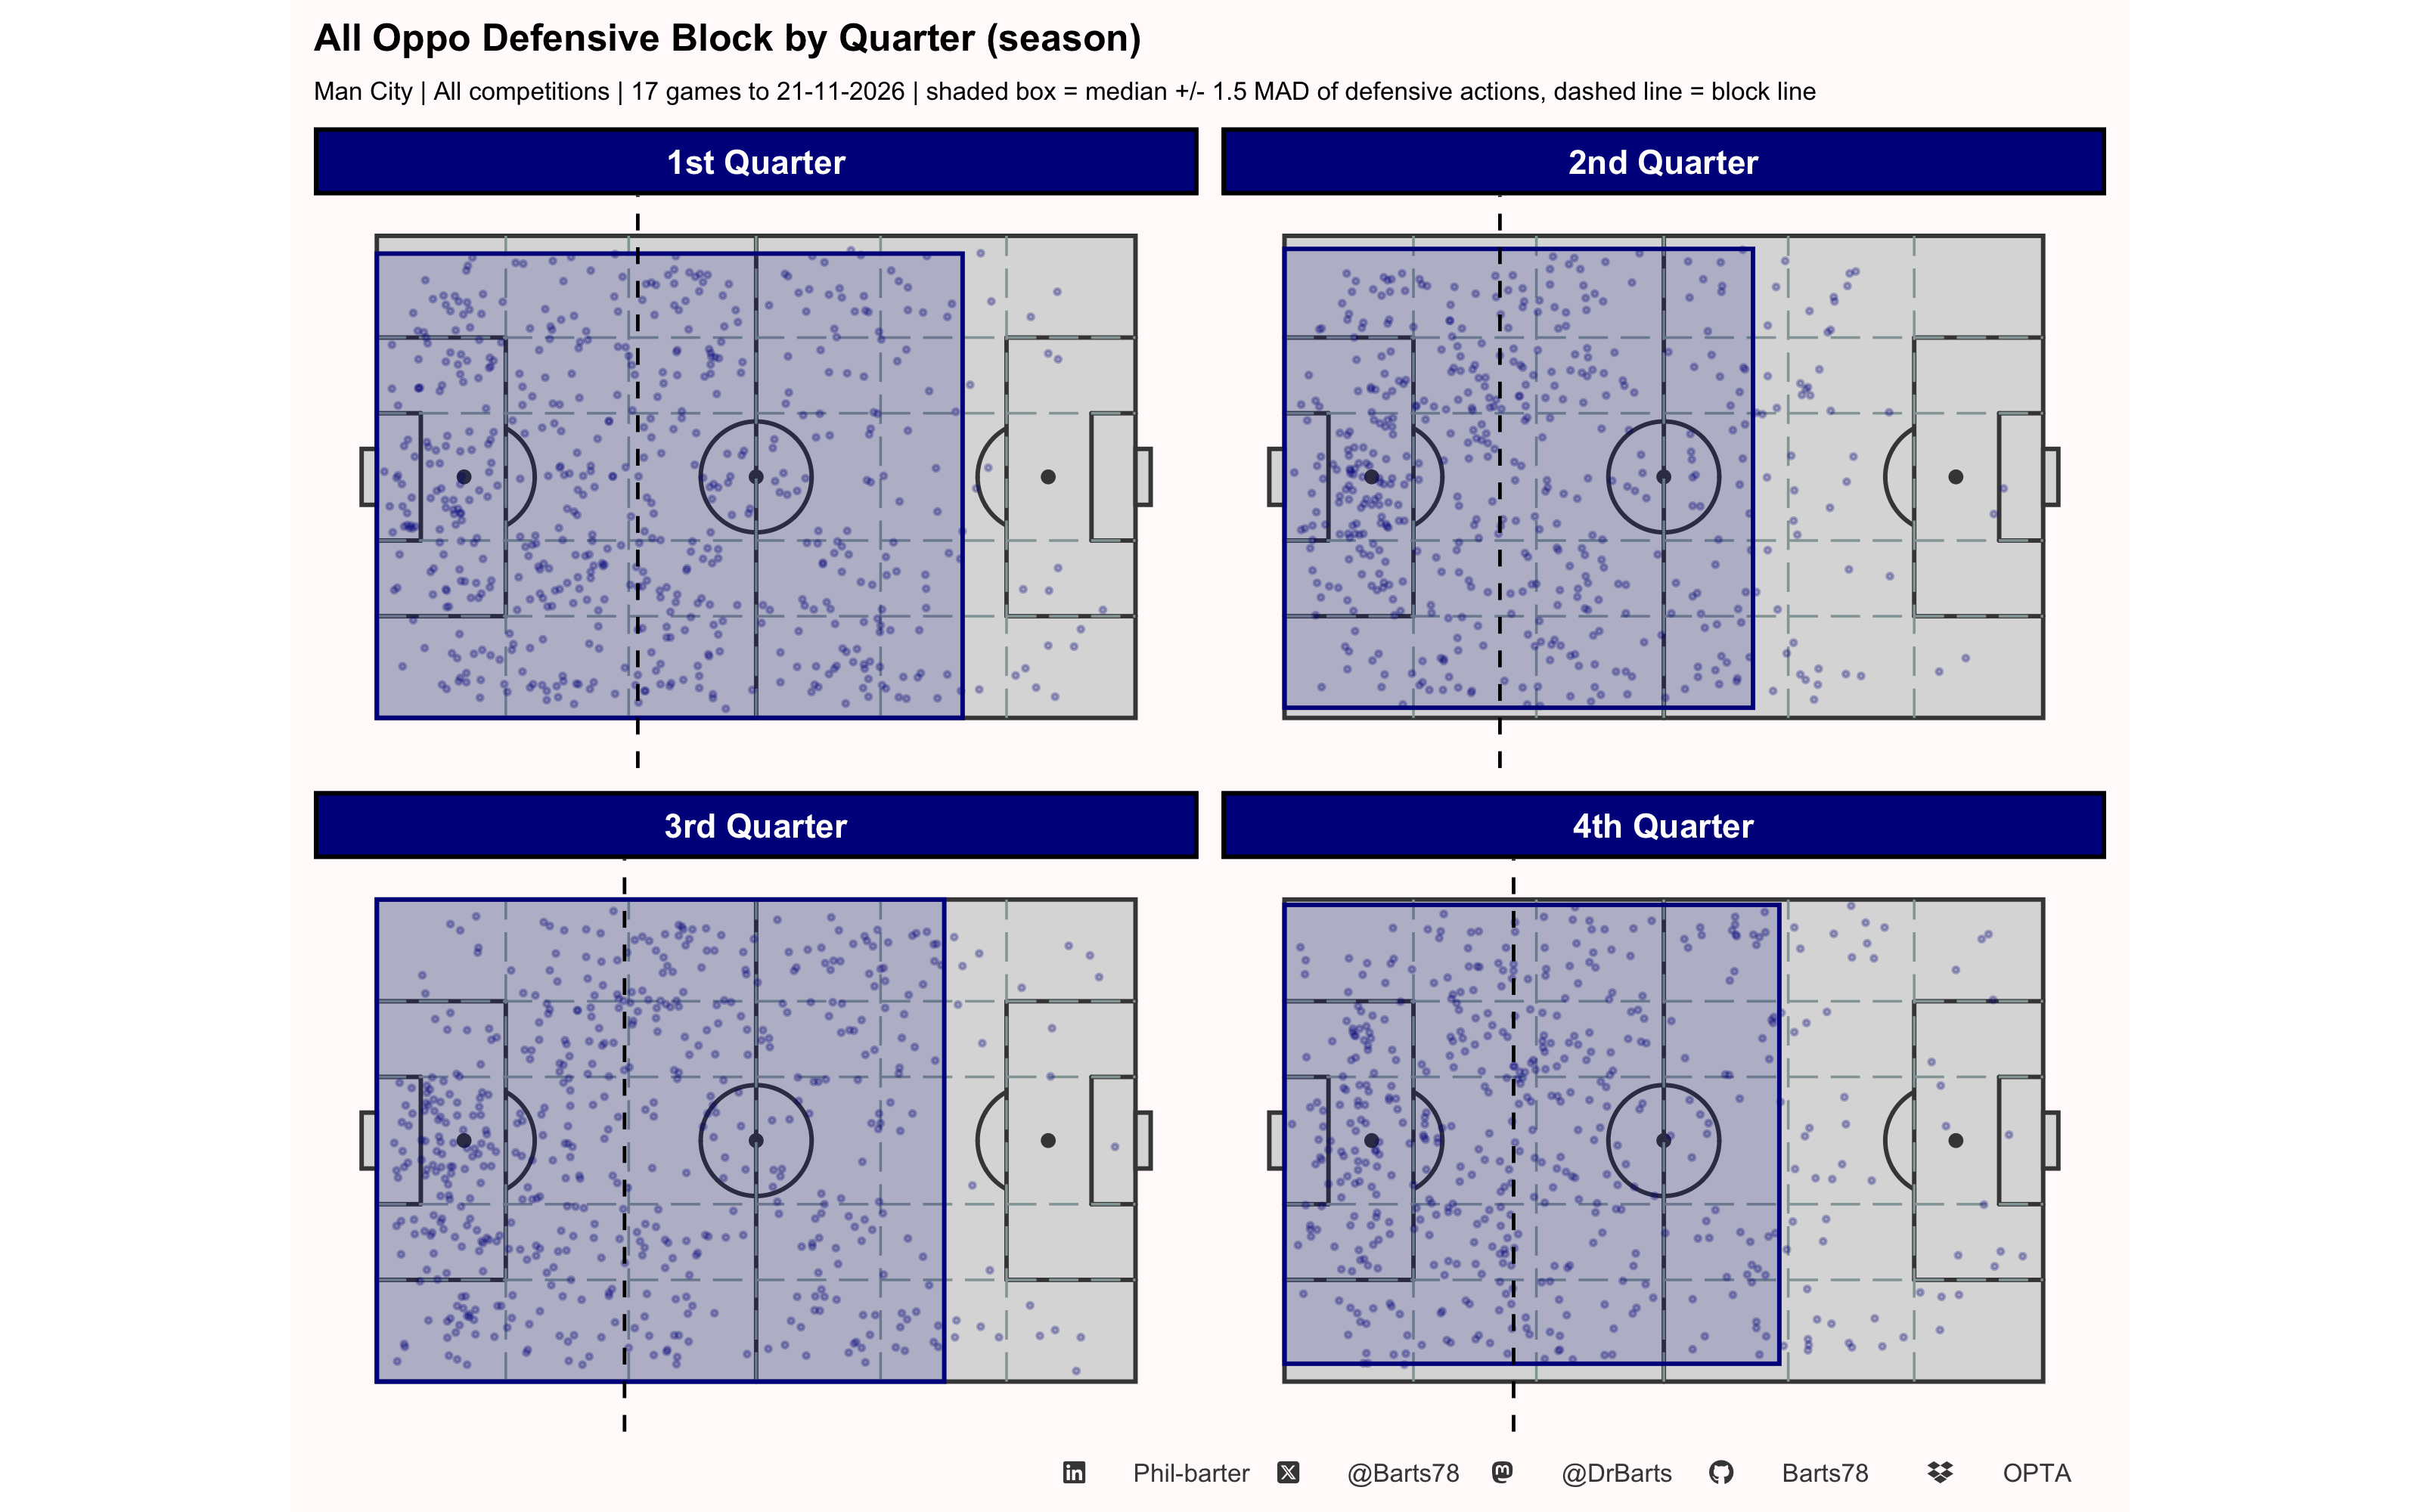 All Oppo Defensive Block by Quarter (season)
Man City | All competitions | 17 games to 21-11-2026 | shaded box = median +/- 1.5 MAD of defensive actions, dashed line = block line
1st Quarter
2nd Quarter
3rd Quarter
4th Quarter
Phil-barter @Barts78 @DrBarts Barts78 OPTA